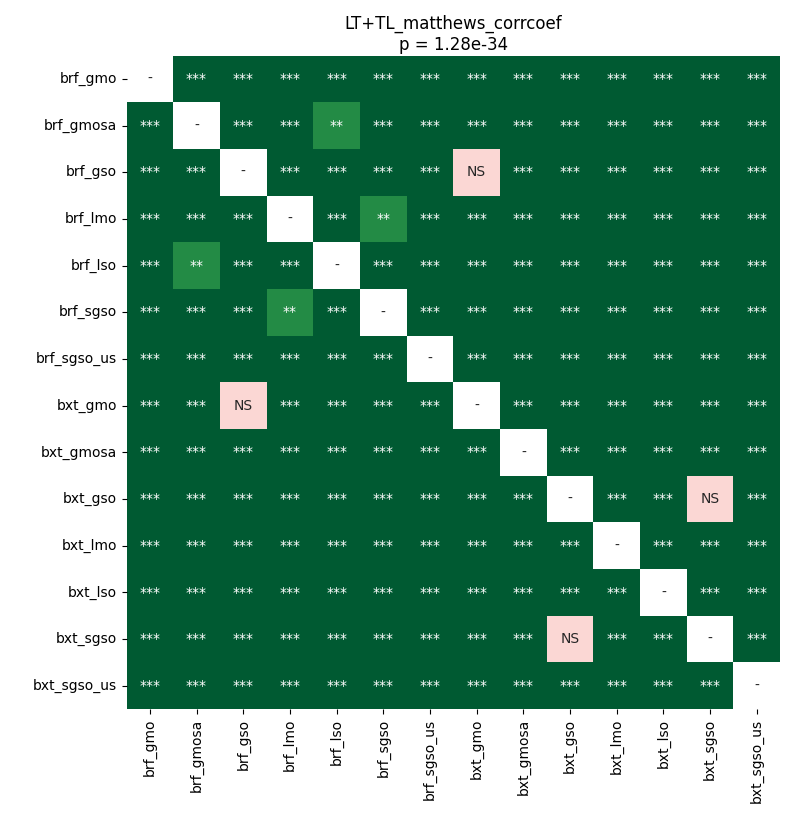 LT+TL_matthews_corrcoef
p = 1.28e-34
brf_gmo - *** *** *** *** *** *** *** *** *** *** *** *** ***
brf_gmosa *** - *** *** ** *** *** *** *** *** *** *** *** ***
brf_gso *** *** - *** *** *** *** NS *** *** *** *** *** ***
brf_lmo *** *** *** - *** ** *** *** *** *** *** *** *** ***
brf_lso *** ** *** *** - *** *** *** *** *** *** *** *** ***
brf_sgso *** *** *** ** *** - *** *** *** *** *** *** *** ***
brf_sgso_us *** *** *** *** *** *** - *** *** *** *** *** *** ***
bxt_gmo *** *** NS *** *** *** *** - *** *** *** *** *** ***
bxt_gmosa *** *** *** *** *** *** *** *** - *** *** *** *** ***
bxt_gso *** *** *** *** *** *** *** *** *** - *** *** NS ***
bxt_lmo *** *** *** *** *** *** *** *** *** *** - *** *** ***
bxt_lso *** *** *** *** *** *** *** *** *** *** *** - *** ***
bxt_sgso *** *** *** *** *** *** *** *** *** NS *** *** - ***
bxt_sgso_us *** *** *** *** *** *** *** *** *** *** *** *** *** -
brf_gmo brf_gmosa brf_gso brf_lmo brf_lso brf_sgso brf_sgso_us bxt_gmo bxt_gmosa bxt_gso bxt_lmo bxt_lso bxt_sgso bxt_sgso_us